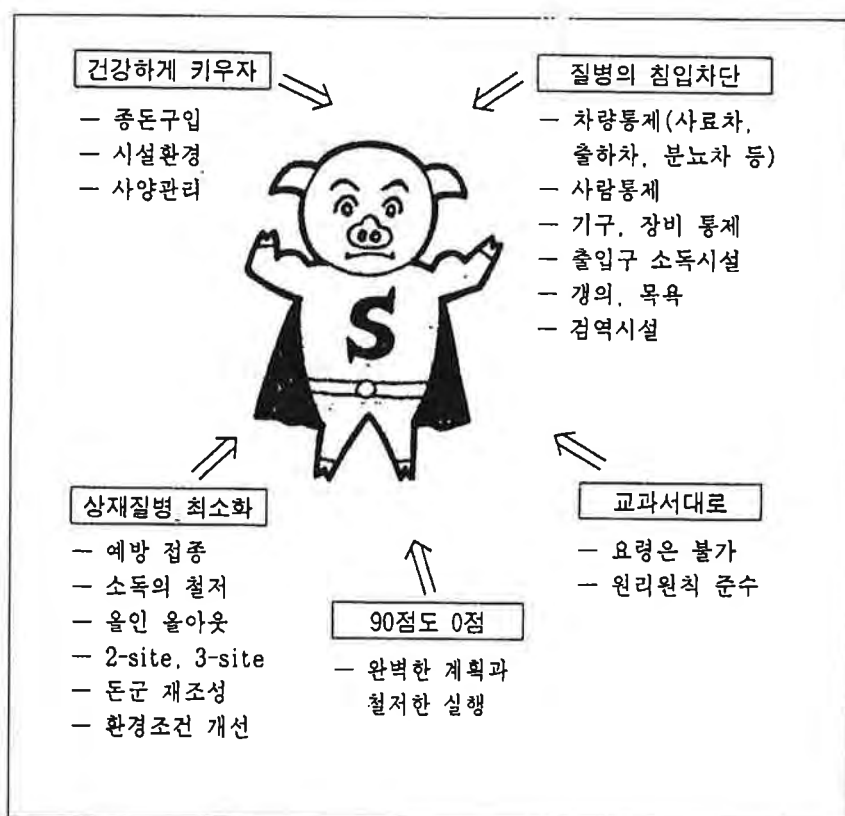 건강하게 키우자
— 종돈구입
— 시설환경
— 사양관리
질병의 침입차단
— 차량통제(사료차,
출하차, 분뇨차 등)
— 사람통제
— 기구, 장비 통제
— 출입구 소독시설
— 갱의, 목욕
— 검역시설
S
상재질병 최소화
— 예방 접종
— 소독의 철저
— 올인 올아웃
— 2-site, 3-site
— 돈군 재조성
— 환경조건 개선
90점도 0점
— 완벽한 계획과
철저한 실행
교과서대로
— 요령은 불가
— 원리원칙 준수